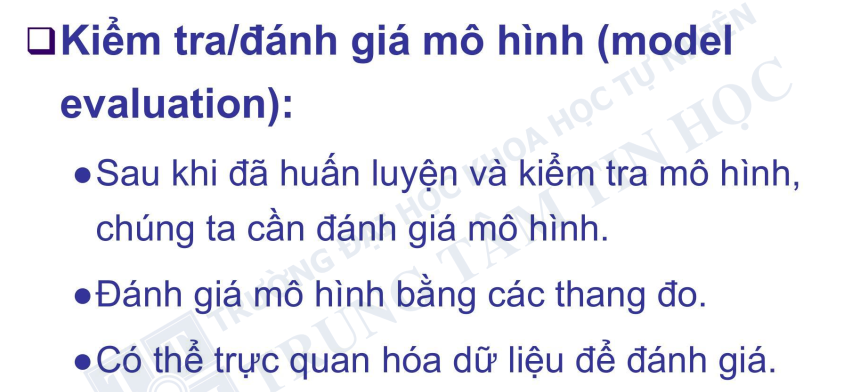 Kiểm tra/đánh giá mô hình (model
evaluation):
●Sau khi đã huấn luyện và kiểm tra mô hình,
chúng ta cần đánh giá mô hình.
●Đánh giá mô hình bằng các thang đo.
●Có thể trực quan hóa dữ liệu để đánh giá.
TRƯỜNG ĐẠI HỌC KHOA HỌC TỰ NHIÊN
TRUNG TÂM TIN HỌC